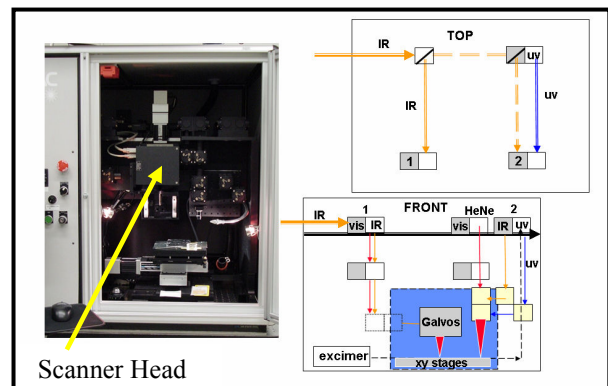 Scanner Head
TOP
IR
uv
IR
uv
1
2
FRONT
IR
1
HeNe
2
vis IR
vis
IR uv
uv
Galvos
excimer
xy stages